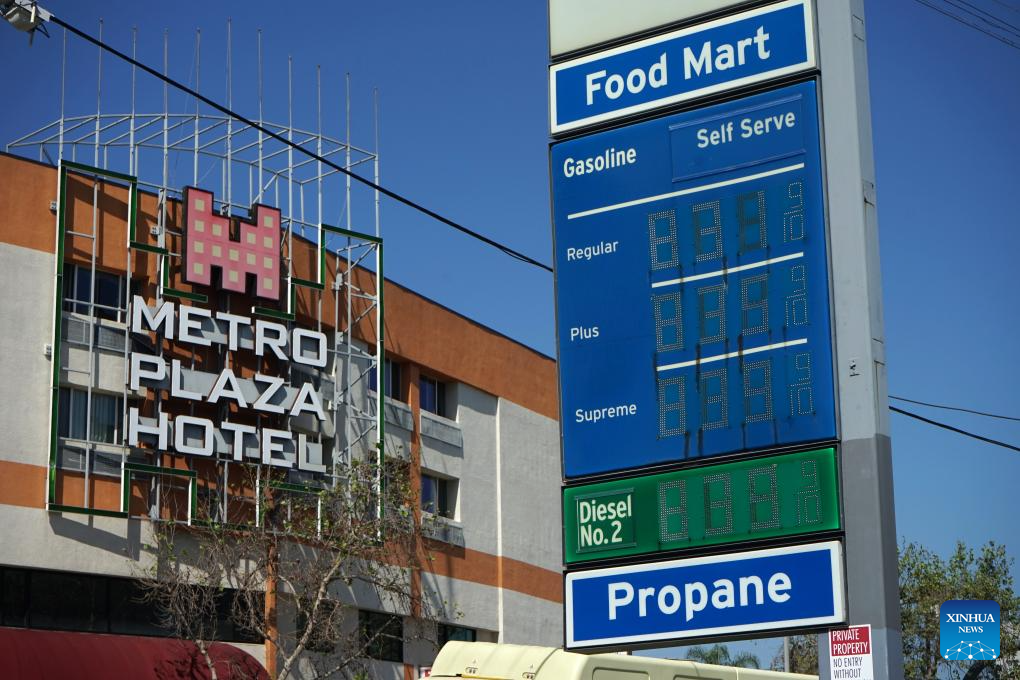 METRO
PLAZA
HOTEL
Food Mart
Self Serve
Gasoline
Regular
Plus
Supreme
Diesel
No. 2
Propane
PRIVATE
PROPERTY
NO ENTRY
WITHOUT
XINHUA
NEWS